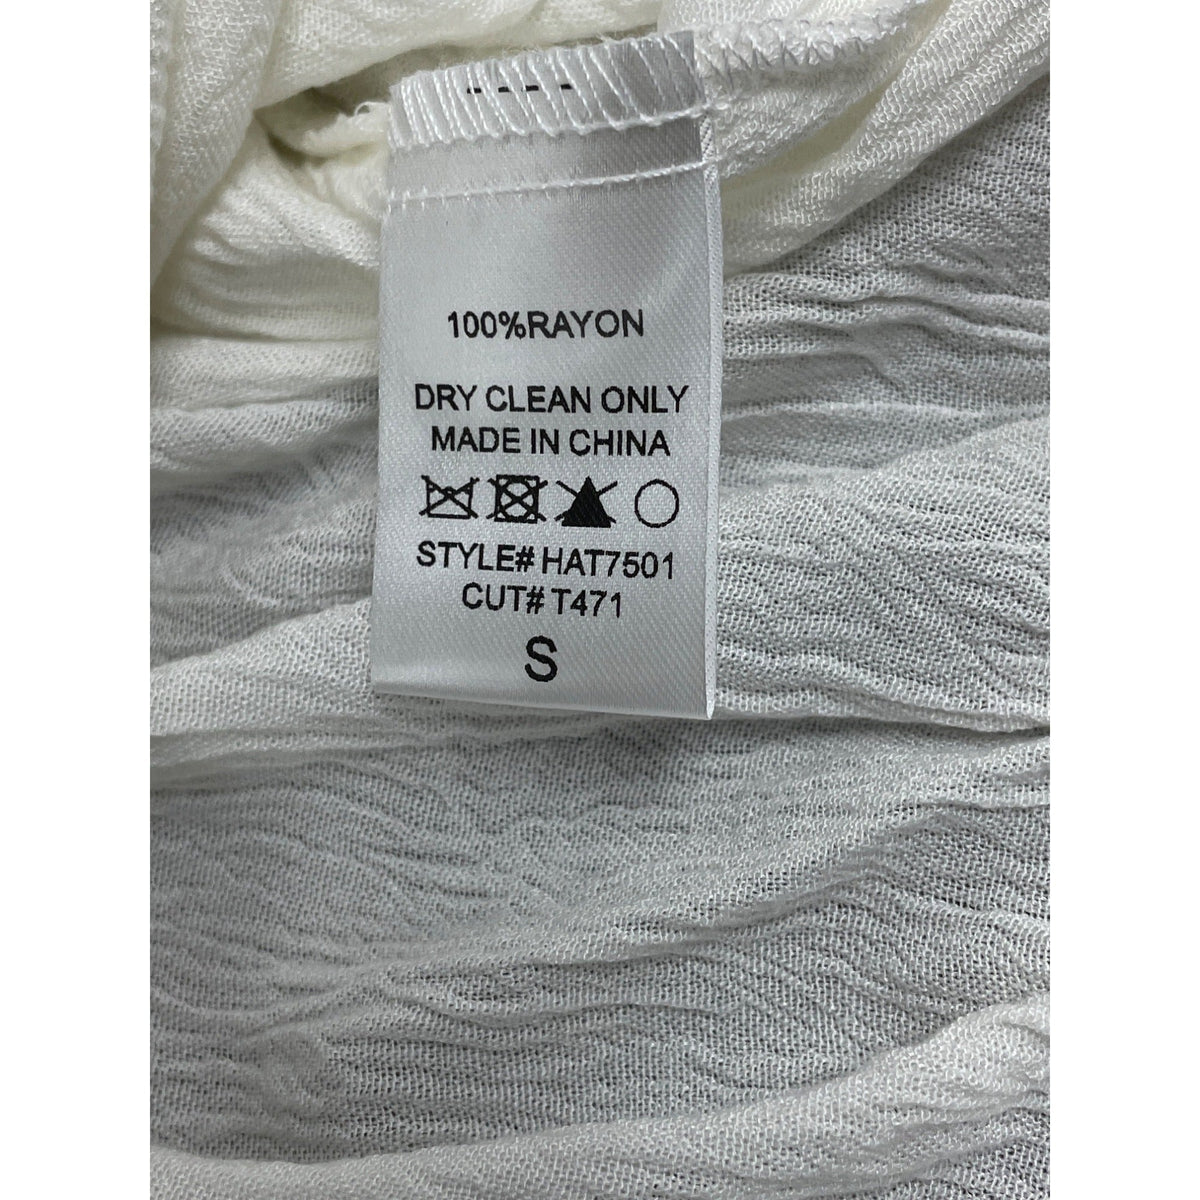 100%RAYON
DRY CLEAN ONLY
MADE IN CHINA
STYLE# HAT7501
CUT# T471
S